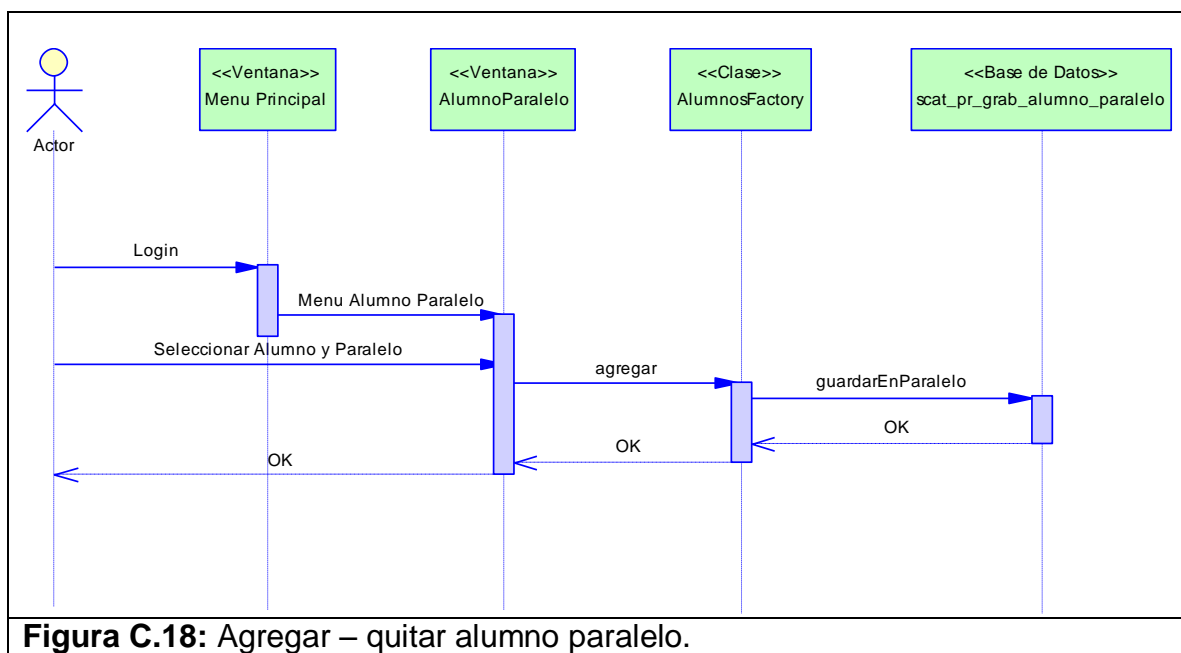 <<Ventana>>
Menu Principal
<<Ventana>>
AlumnoParalelo
<<Clase>>
AlumnosFactory
<<Base de Datos>>
scat_pr_grab_alumno_paralelo
Actor
Login
Menu Alumno Paralelo
Seleccionar Alumno y Paralelo
agregar
guardarEnParalelo
OK
OK
OK
Figura C.18: Agregar – quitar alumno paralelo.